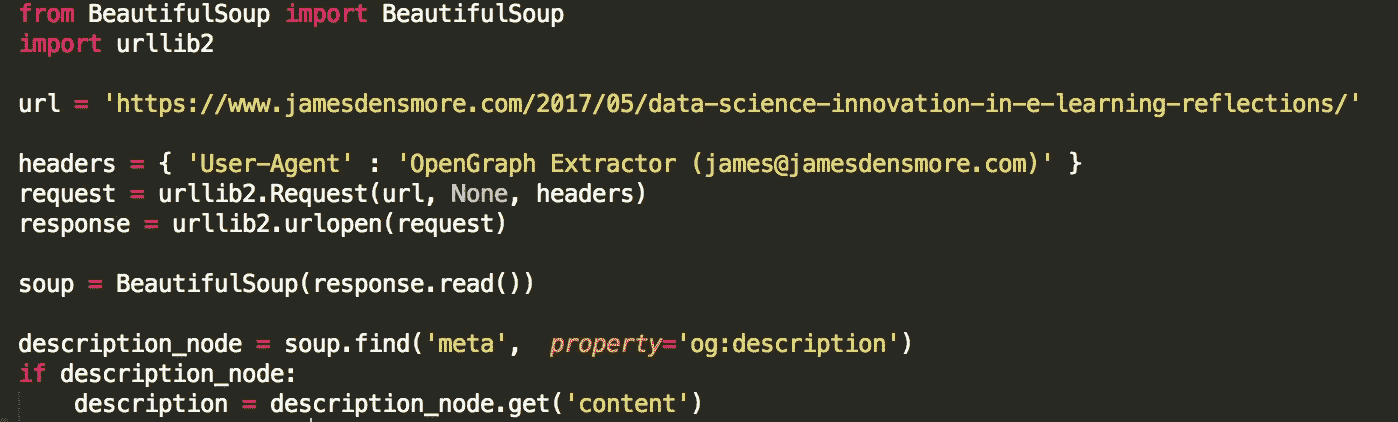 from BeautifulSoup import BeautifulSoup
import urllib2
url = 'https://www.jamesdensmore.com/2017/05/data-science-innovation-in-e-learning-reflections/'
headers = { 'User-Agent' : 'OpenGraph Extractor (james@jamesdensmore.com)' }
request = urllib2.Request(url, None, headers)
response = urllib2.urlopen(request)
soup = BeautifulSoup(response.read())
description_node = soup.find('meta',  property='og:description')
if description_node:
    description = description_node.get('content')